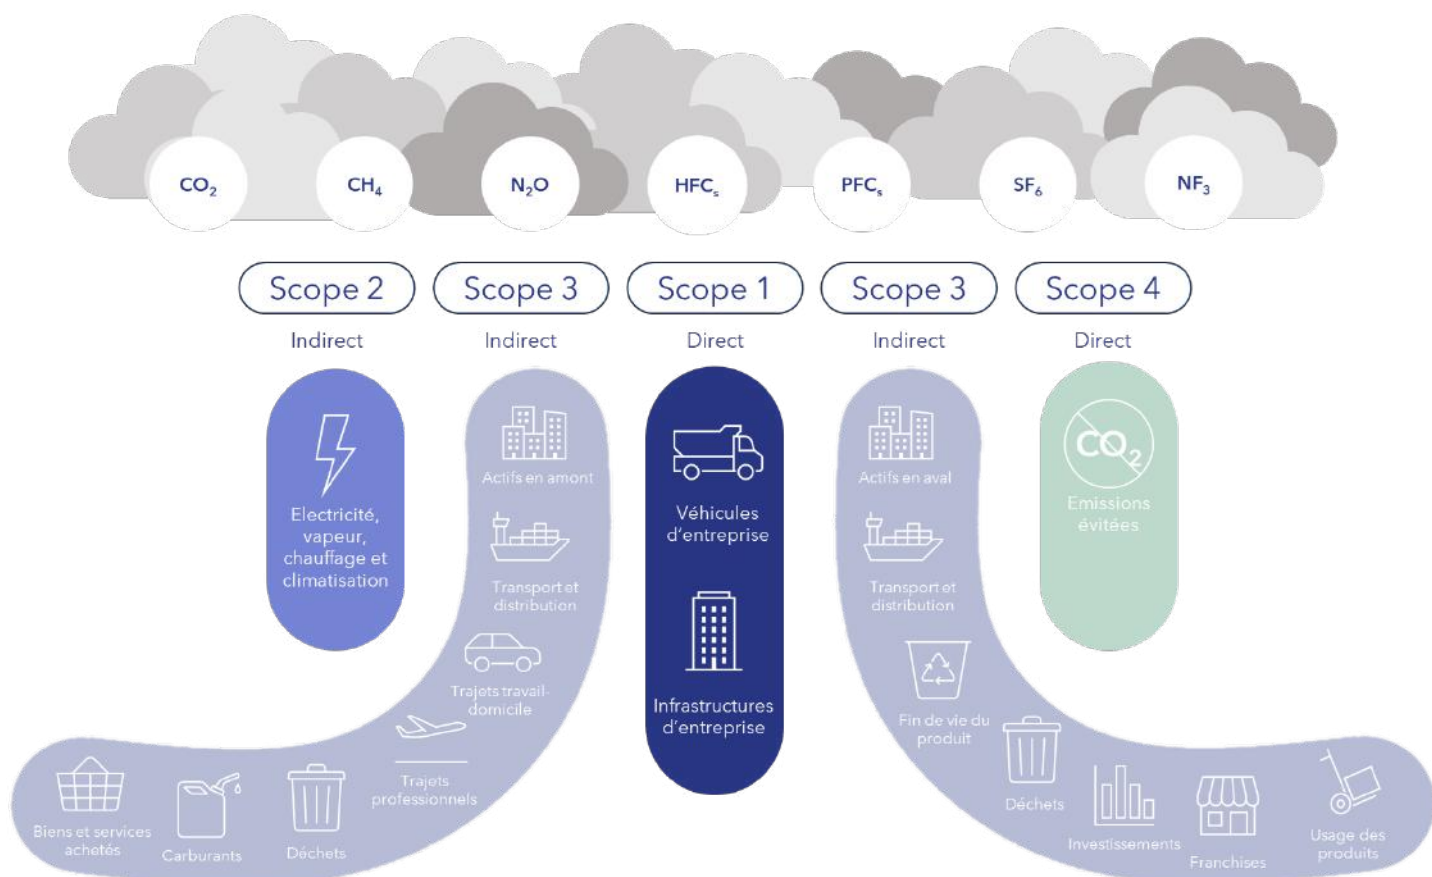 CO₂
CH₄
N₂O
HFCₛ
PFCₛ
SF₆
NF₃
Scope 2
Scope 3
Scope 1
Scope 3
Scope 4
Indirect
Indirect
Direct
Indirect
Direct
Electricité,
vapeur,
chauffage et
climatisation
Actifs en amont
Transport et
distribution
Trajets travail-
domicile
Trajets
professionnels
Déchets
Carburants
Biens et services
achetés
Véhicules
d'entreprise
Infrastructures
d'entreprise
Actifs en aval
Transport et
distribution
Fin de vie du
produit
Déchets
Investissements
Franchises
Usage des
produits
CO₂
Emissions
évitées